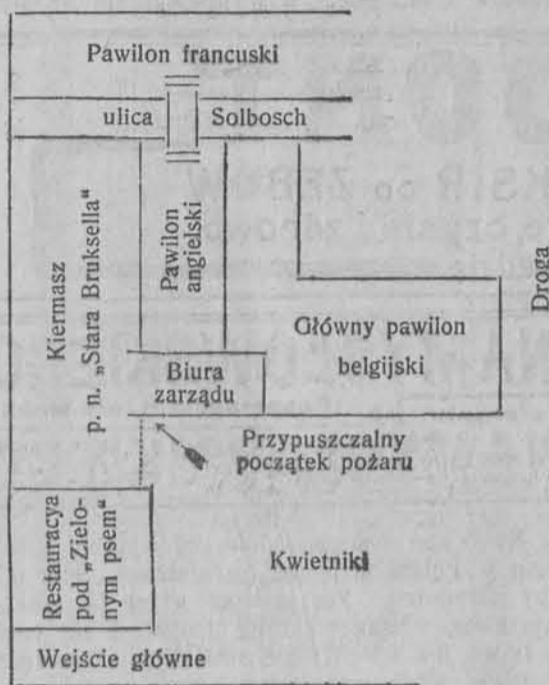 Pawilon francuski
ulica Solbosch
Kiermasz
p. n. „Stara Bruksella“
Pawilon
angielski
Droga
Główny pawilon
belgijski
Biura
zarządu
Przypuszczalny
początek pożaru
Restauracya
pod „Zielo-
nym psem“
Kwietniki
Wejście główne